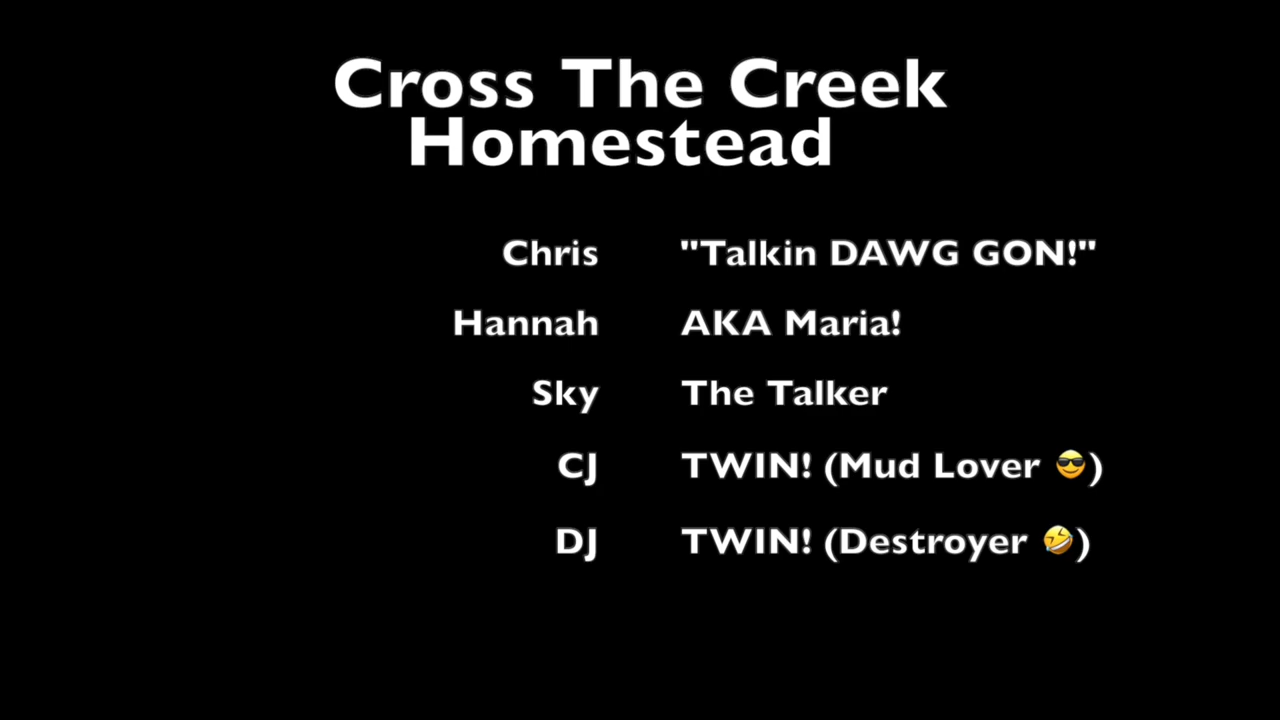 Cross The Creek
Homestead
Chris "Talkin DAWG GON!"
Hannah AKA Maria!
Sky The Talker
CJ TWIN! (Mud Lover 😎)
DJ TWIN! (Destroyer 🤣)